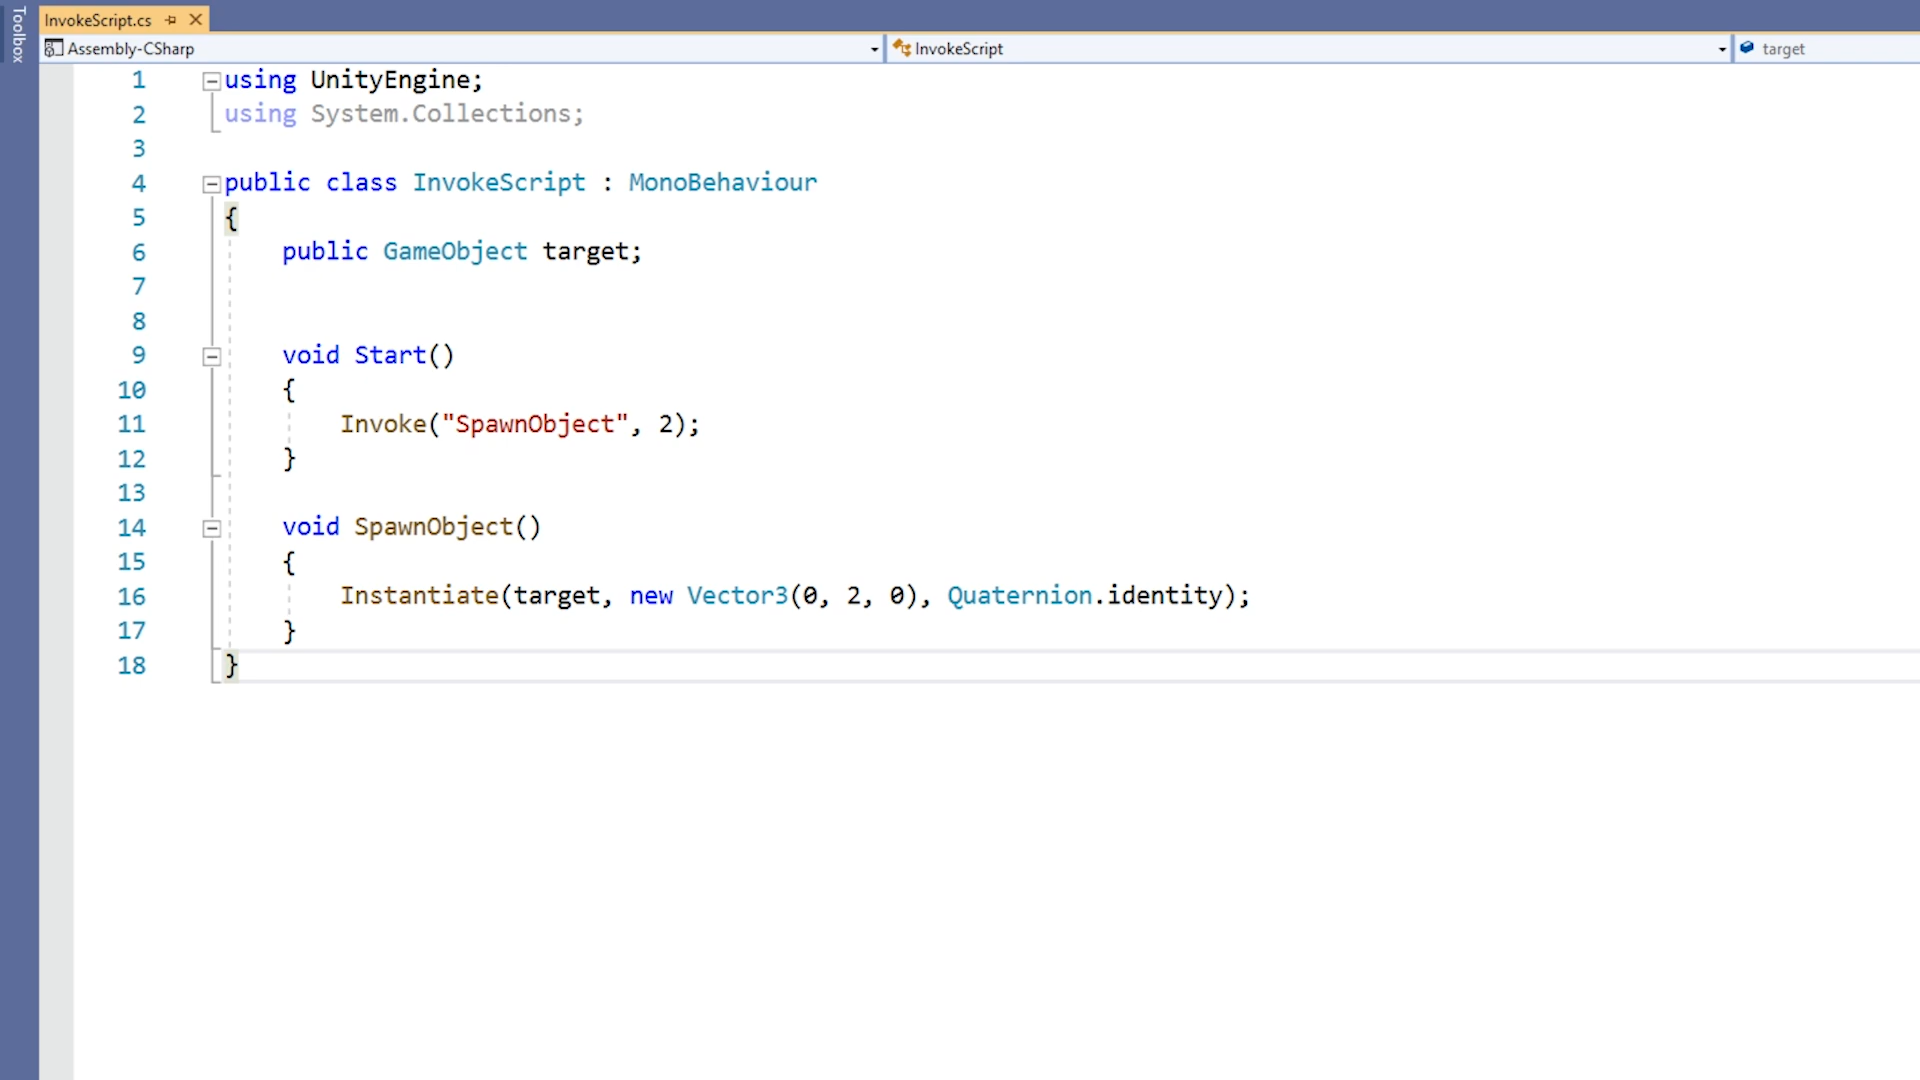 Toolbox
InvokeScript.cs
Assembly-CSharp InvokeScript target
1 using UnityEngine;
2 using System.Collections;
3
4 public class InvokeScript : MonoBehaviour
5 {
6 public GameObject target;
7
8
9 void Start()
10 {
11 Invoke("SpawnObject", 2);
12 }
13
14 void SpawnObject()
15 {
16 Instantiate(target, new Vector3(0, 2, 0), Quaternion.identity);
17 }
18 }